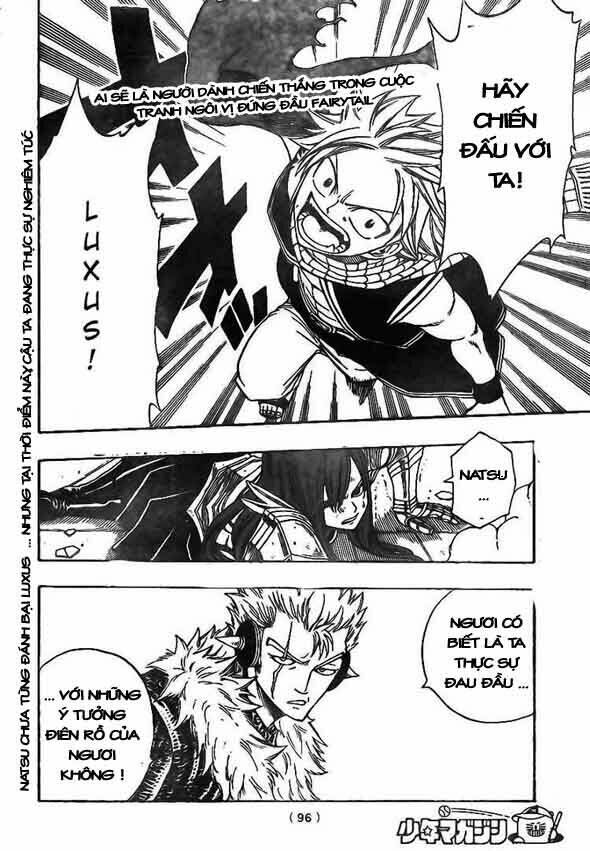 AI SẼ LÀ NGƯỜI DÀNH CHIẾN THẮNG TRONG CUỘC
TRANH NGÔI VỊ ĐỨNG ĐẦU FAIRYTAIL
HÃY
CHIẾN
ĐẤU VỚI
TA!
LUXUS!
NATSU
...
NGƯƠI CÓ
BIẾT LÀ TA
THỰC SỰ
ĐAU ĐẦU ...
... VỚI NHỮNG
Ý TƯỞNG
ĐIÊN RỒ CỦA
NGƯƠI
KHÔNG !
NATSU CHƯA TỪNG ĐÁNH BẠI LUXUS ... NHƯNG TẠI THỜI ĐIỂM NÀY CẬU TA ĐANG THỰC SỰ NGHIÊM TÚC
( 96 )
少年マガジン